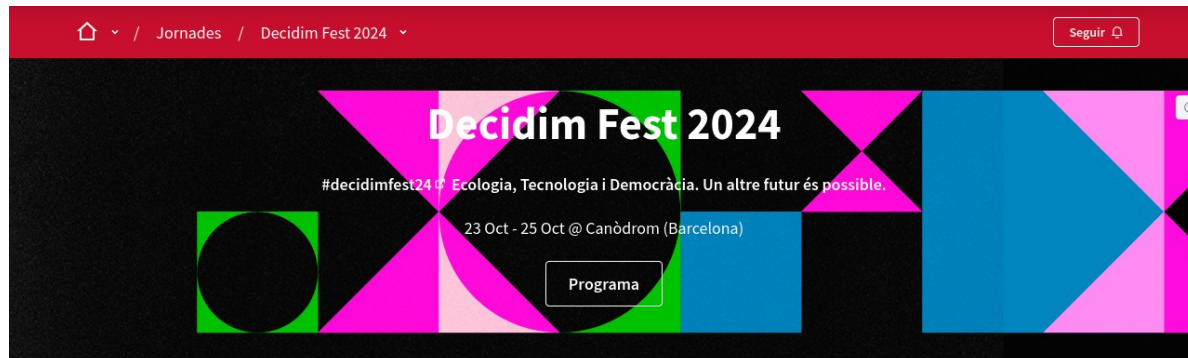 / Jornades / Decidim Fest 2024
Seguir
Decidim Fest 2024
#decidimfest24 Ecologia, Tecnologia i Democràcia. Un altre futur és possible.
23 Oct - 25 Oct @ Canòdrom (Barcelona)
Programa